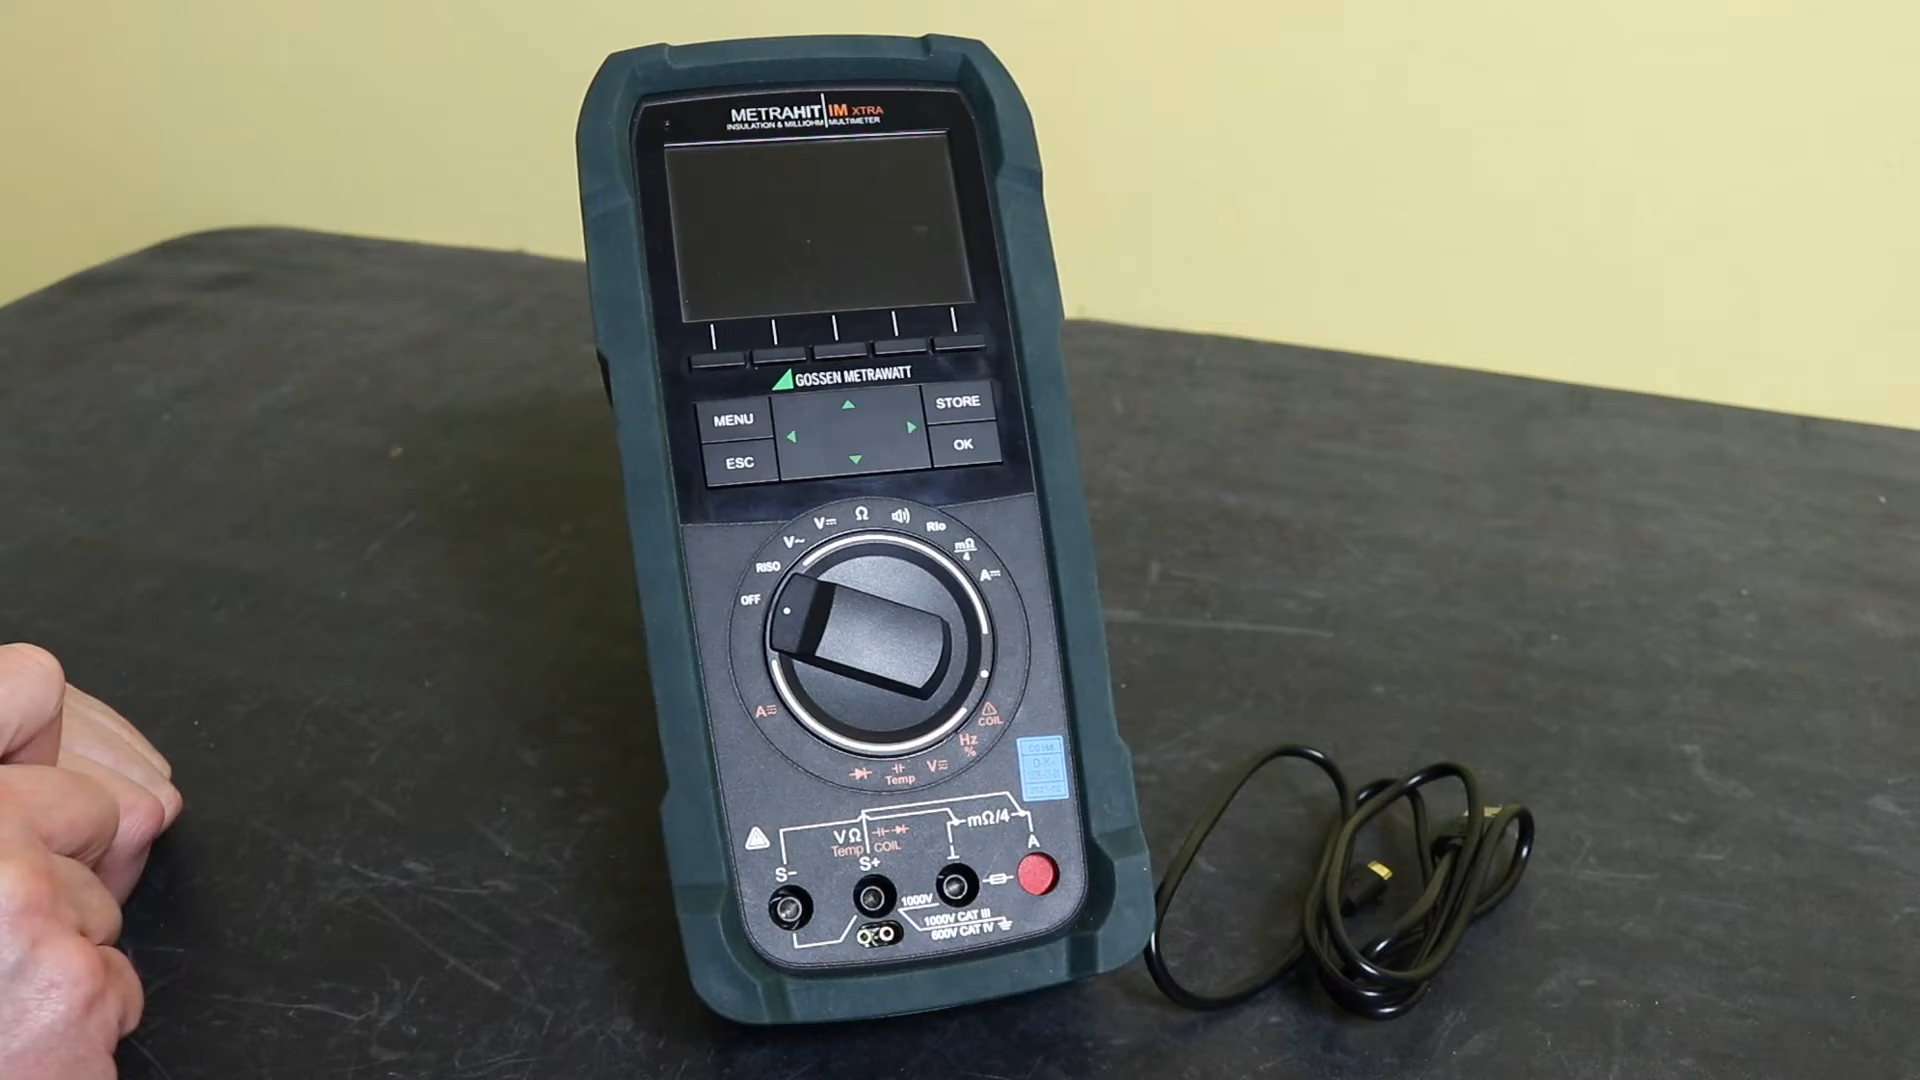 METRAHIT IM XTRA
INSULATION & MILLIOHM MULTIMETER
GOSSEN METRAWATT
MENU
STORE
ESC
OK
OFF
RISO
V~
V⎓
Ω
Rlo
mΩ/4
A⎓
A
COIL
Hz
%
V
Temp
mΩ/4
VΩ
Temp COIL
S-
S+
⊥
A
1000V
1000V CAT III
600V CAT IV
D-K-